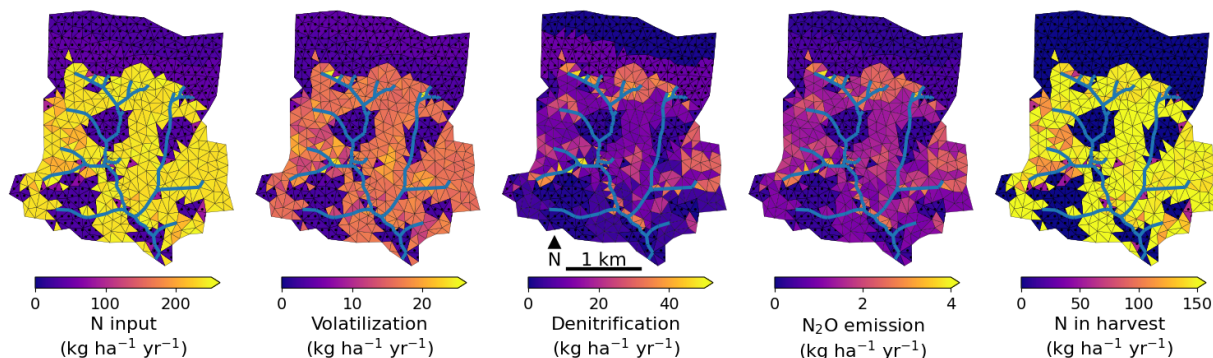 N
1 km
0 100 200
0 10 20
0 20 40
0 2 4
0 50 100 150
N input
(kg ha⁻¹ yr⁻¹)
Volatilization
(kg ha⁻¹ yr⁻¹)
Denitrification
(kg ha⁻¹ yr⁻¹)
N₂O emission
(kg ha⁻¹ yr⁻¹)
N in harvest
(kg ha⁻¹ yr⁻¹)